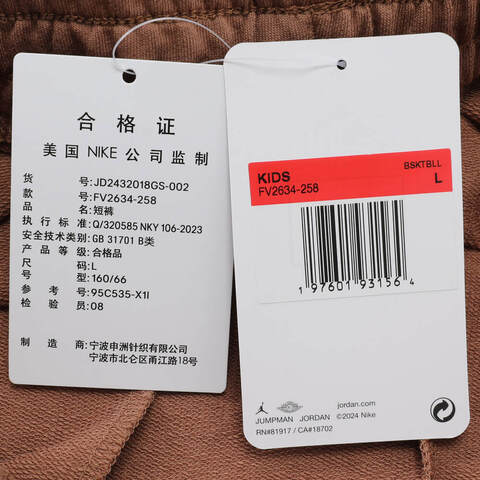 合格证
美国 NIKE 公司监制
货号:JD2432018GS-002
款号:FV2634-258
品名:短裤
执行标准:Q/320585 NKY 106-2023
安全技术类别:GB 31701 B类
产品等级:合格品
尺码:L
号型:160/66
参考号:95C535-X1I
检验员:08
制造商:宁波申洲针织有限公司
宁波市北仑区甬江路18号
BSKTBLL
KIDS L
FV2634-258
1 97601 93156 4
JUMPMAN JORDAN
jordan.com
©2024 Nike
RN#81917 / CA#18702